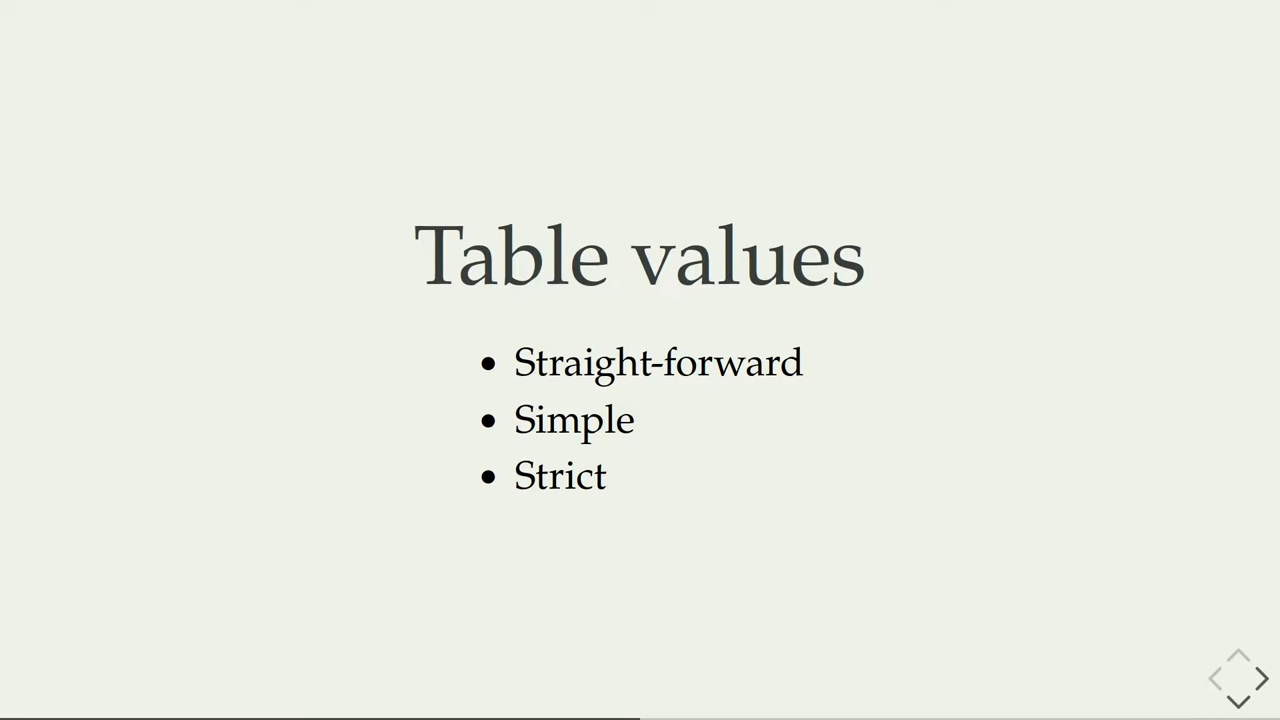 Table values
• Straight-forward
• Simple
• Strict